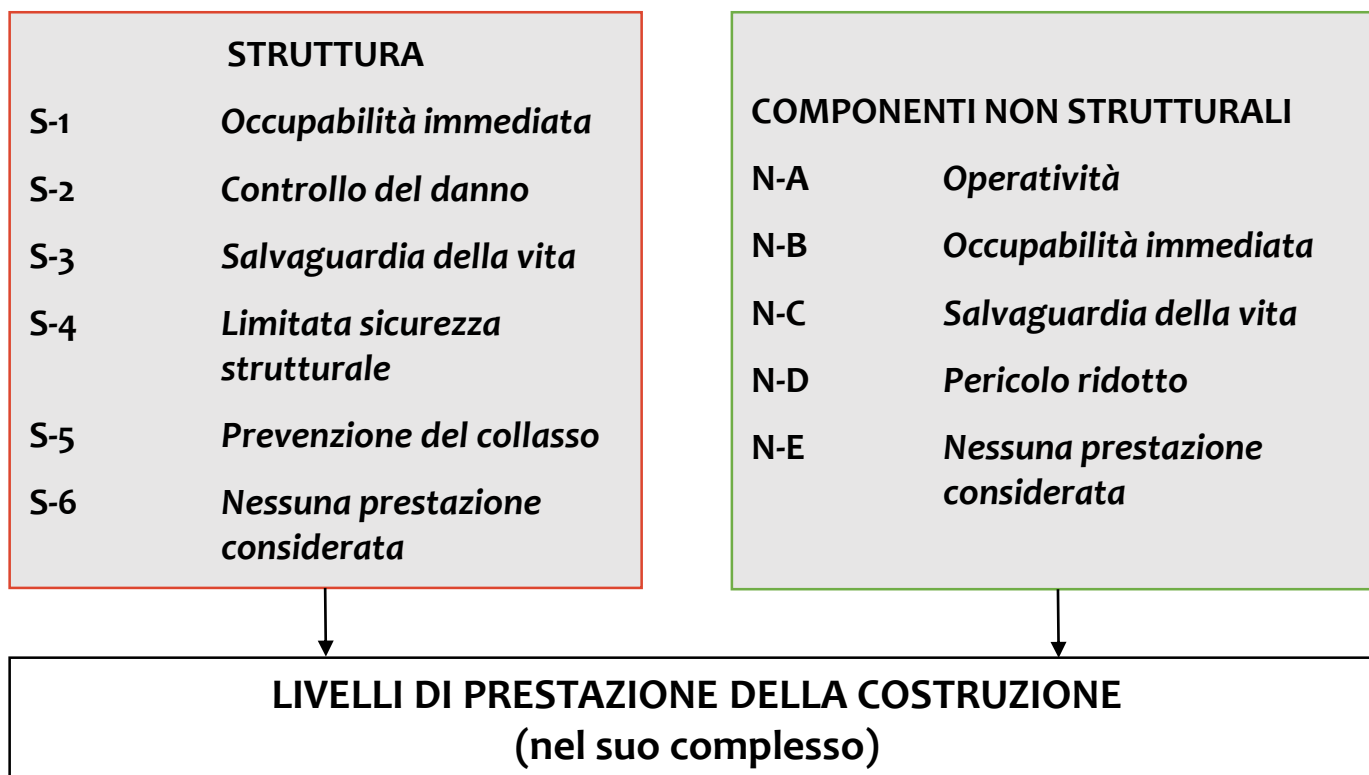 STRUTTURA
S-1 Occupabilità immediata
S-2 Controllo del danno
S-3 Salvaguardia della vita
S-4 Limitata sicurezza
strutturale
S-5 Prevenzione del collasso
S-6 Nessuna prestazione
considerata
COMPONENTI NON STRUTTURALI
N-A Operatività
N-B Occupabilità immediata
N-C Salvaguardia della vita
N-D Pericolo ridotto
N-E Nessuna prestazione
considerata
LIVELLI DI PRESTAZIONE DELLA COSTRUZIONE
(nel suo complesso)